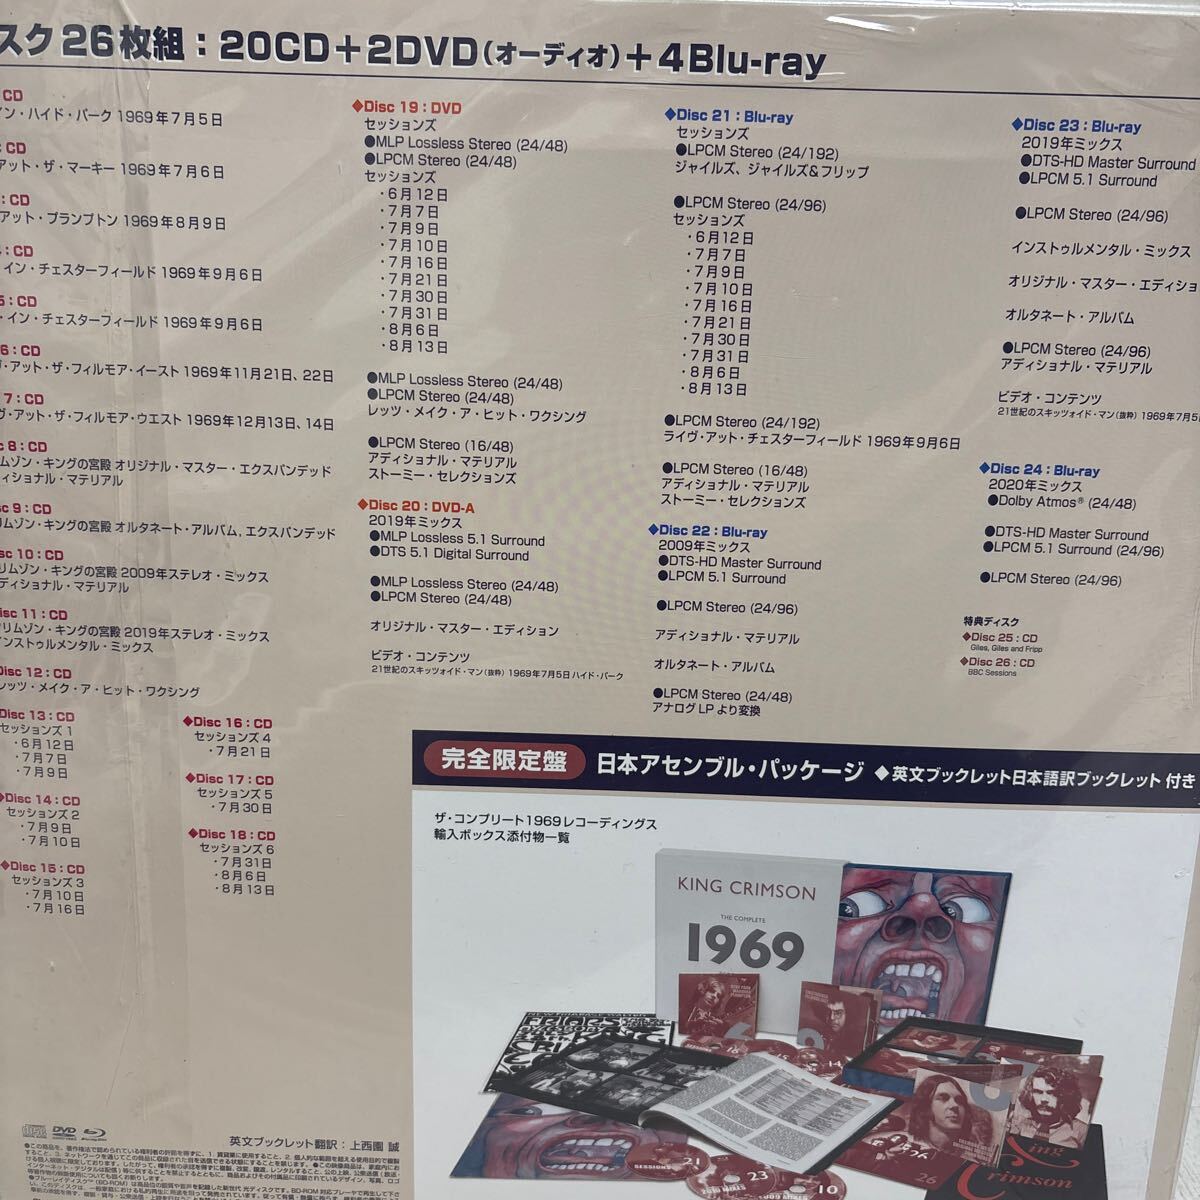 スク26枚組：20CD＋2DVD（オーディオ）＋4Blu-ray
CD
イン・ハイド・パーク 1969年7月5日
：CD
アット・ザ・マーキー 1969年7月6日
：CD
アット・プランプトン 1969年8月9日
：CD
イン・チェスターフィールド 1969年9月6日
5：CD
・イン・チェスターフィールド 1969年9月6日
6：CD
・アット・ザ・フィルモア・イースト 1969年11月21日、22日
7：CD
ヴ・アット・ザ・フィルモア・ウエスト 1969年12月13日、14日
c 8：CD
リムゾン・キングの宮殿 オリジナル・マスター・エクスパンデッド
ディショナル・マテリアル
sc 9：CD
リムゾン・キングの宮殿 オルタネート・アルバム、エクスパンデッド
isc 10：CD
リムゾン・キングの宮殿 2009年ステレオ・ミックス
ディショナル・マテリアル
isc 11：CD
クリムゾン・キングの宮殿 2019年ステレオ・ミックス
インストゥルメンタル・ミックス
Disc 12：CD
レッツ・メイク・ア・ヒット・ワクシング
Disc 13：CD
セッションズ 1
・6月12日
・7月7日
・7月9日
◆Disc 14：CD
セッションズ 2
・7月9日
・7月10日
◆Disc 15：CD
セッションズ 3
・7月10日
・7月16日
◆Disc 16：CD
セッションズ 4
・7月21日
◆Disc 17：CD
セッションズ 5
・7月30日
◆Disc 18：CD
セッションズ 6
・7月31日
・8月6日
・8月13日
◆Disc 19：DVD
セッションズ
●MLP Lossless Stereo (24/48)
●LPCM Stereo (24/48)
セッションズ
・6月12日
・7月7日
・7月9日
・7月10日
・7月16日
・7月21日
・7月30日
・7月31日
・8月6日
・8月13日
●MLP Lossless Stereo (24/48)
●LPCM Stereo (24/48)
レッツ・メイク・ア・ヒット・ワクシング
●LPCM Stereo (16/48)
アディショナル・マテリアル
ストーミー・セレクションズ
◆Disc 20：DVD-A
2019年ミックス
●MLP Lossless 5.1 Surround
●DTS 5.1 Digital Surround
●MLP Lossless Stereo (24/48)
●LPCM Stereo (24/48)
オリジナル・マスター・エディション
ビデオ・コンテンツ
21世紀のスキッツォイド・マン（抜粋）1969年7月5日 ハイド・パーク
◆Disc 21：Blu-ray
セッションズ
●LPCM Stereo (24/192)
ジャイルズ、ジャイルズ&フリップ
●LPCM Stereo (24/96)
セッションズ
・6月12日
・7月7日
・7月9日
・7月10日
・7月16日
・7月21日
・7月30日
・7月31日
・8月6日
・8月13日
●LPCM Stereo (24/192)
ライヴ・アット・チェスターフィールド 1969年9月6日
●LPCM Stereo (16/48)
アディショナル・マテリアル
ストーミー・セレクションズ
◆Disc 22：Blu-ray
2009年ミックス
●DTS-HD Master Surround
●LPCM 5.1 Surround
●LPCM Stereo (24/96)
アディショナル・マテリアル
オルタネート・アルバム
●LPCM Stereo (24/48)
アナログLPより変換
◆Disc 23：Blu-ray
2019年ミックス
●DTS-HD Master Surround
●LPCM 5.1 Surround
●LPCM Stereo (24/96)
インストゥルメンタル・ミックス
オリジナル・マスター・エディショ
オルタネート・アルバム
●LPCM Stereo (24/96)
アディショナル・マテリアル
ビデオ・コンテンツ
21世紀のスキッツォイド・マン（抜粋）1969年7月5
◆Disc 24：Blu-ray
2020年ミックス
●Dolby Atmos® (24/48)
●DTS-HD Master Surround
●LPCM 5.1 Surround (24/96)
●LPCM Stereo (24/96)
特典ディスク
◆Disc 25：CD
Giles, Giles and Fripp
◆Disc 26：CD
BBC Sessions
完全限定盤 日本アセンブル・パッケージ ◆英文ブックレット日本語訳ブックレット 付き
ザ・コンプリート1969レコーディングス
輸入ボックス添付物一覧
KING CRIMSON
THE COMPLETE
1969
18
14
SESSIONS
21
23
10
26
Crimson
DVD
英文ブックレット翻訳：上西園 誠